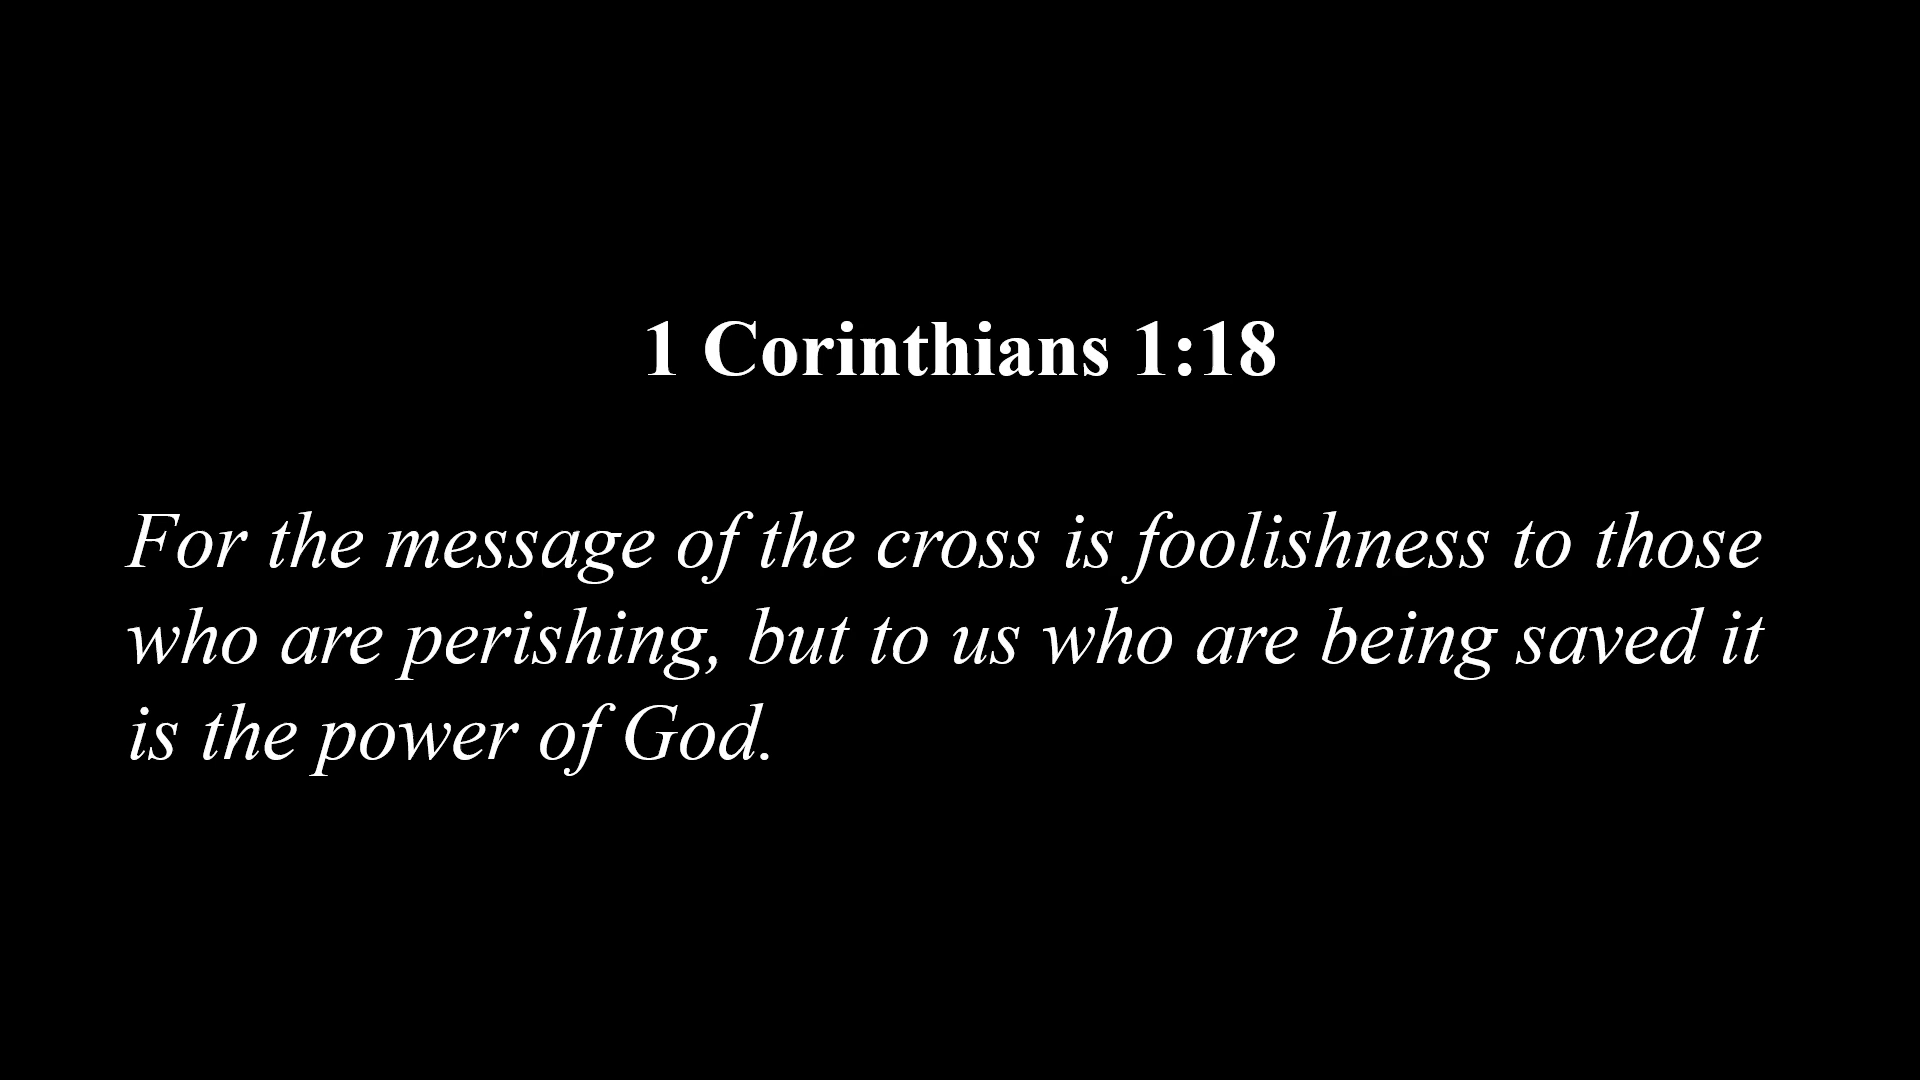 1 Corinthians 1:18
For the message of the cross is foolishness to those
who are perishing, but to us who are being saved it
is the power of God.